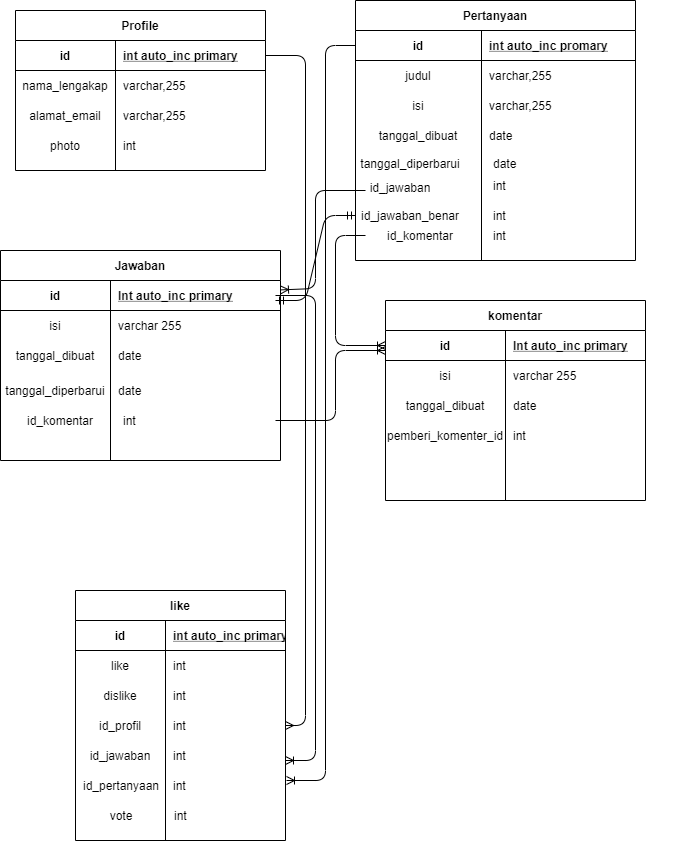 Profile
id int auto_inc primary
nama_lengakap varchar,255
alamat_email varchar,255
photo int
Pertanyaan
id int auto_inc promary
judul varchar,255
isi varchar,255
tanggal_dibuat date
tanggal_diperbarui date
id_jawaban int
id_jawaban_benar int
id_komentar int
Jawaban
id Int auto_inc primary
isi varchar 255
tanggal_dibuat date
tanggal_diperbarui date
id_komentar int
komentar
id Int auto_inc primary
isi varchar 255
tanggal_dibuat date
pemberi_komenter_id int
like
id int auto_inc primary
like int
dislike int
id_profil int
id_jawaban int
id_pertanyaan int
vote int